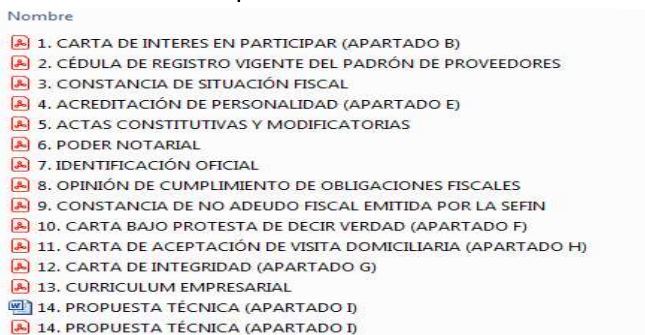 Nombre
1. CARTA DE INTERES EN PARTICIPAR (APARTADO B)
2. CÉDULA DE REGISTRO VIGENTE DEL PADRÓN DE PROVEEDORES
3. CONSTANCIA DE SITUACIÓN FISCAL
4. ACREDITACIÓN DE PERSONALIDAD (APARTADO E)
5. ACTAS CONSTITUTIVAS Y MODIFICATORIAS
6. PODER NOTARIAL
7. IDENTIFICACIÓN OFICIAL
8. OPINIÓN DE CUMPLIMIENTO DE OBLIGACIONES FISCALES
9. CONSTANCIA DE NO ADEUDO FISCAL EMITIDA POR LA SEFIN
10. CARTA BAJO PROTESTA DE DECIR VERDAD (APARTADO F)
11. CARTA DE ACEPTACIÓN DE VISITA DOMICILIARIA (APARTADO H)
12. CARTA DE INTEGRIDAD (APARTADO G)
13. CURRICULUM EMPRESARIAL
14. PROPUESTA TÉCNICA (APARTADO I)
14. PROPUESTA TÉCNICA (APARTADO I)